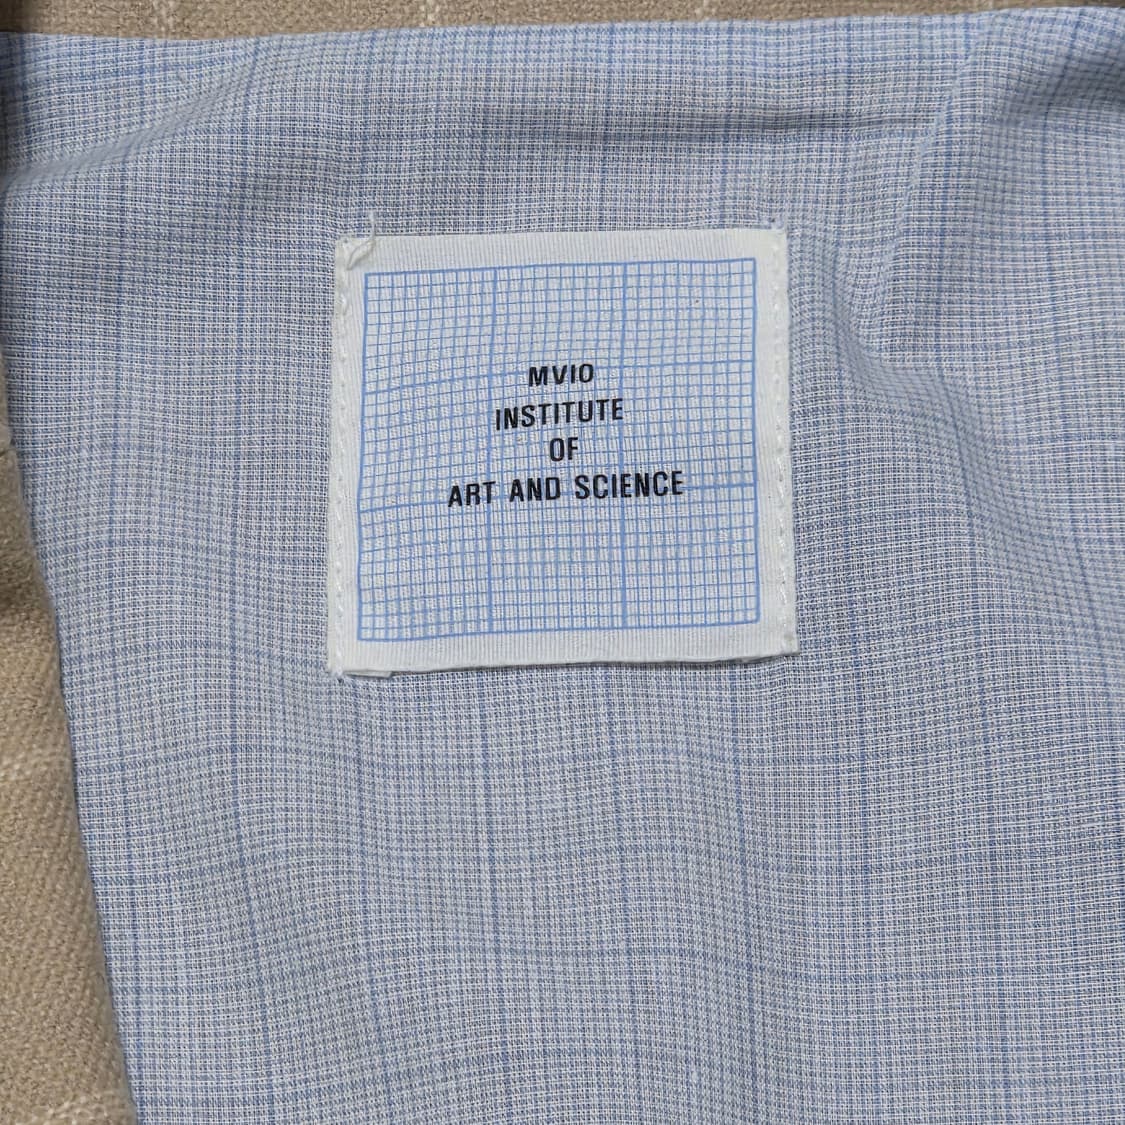 MVIO
INSTITUTE
OF
ART AND SCIENCE